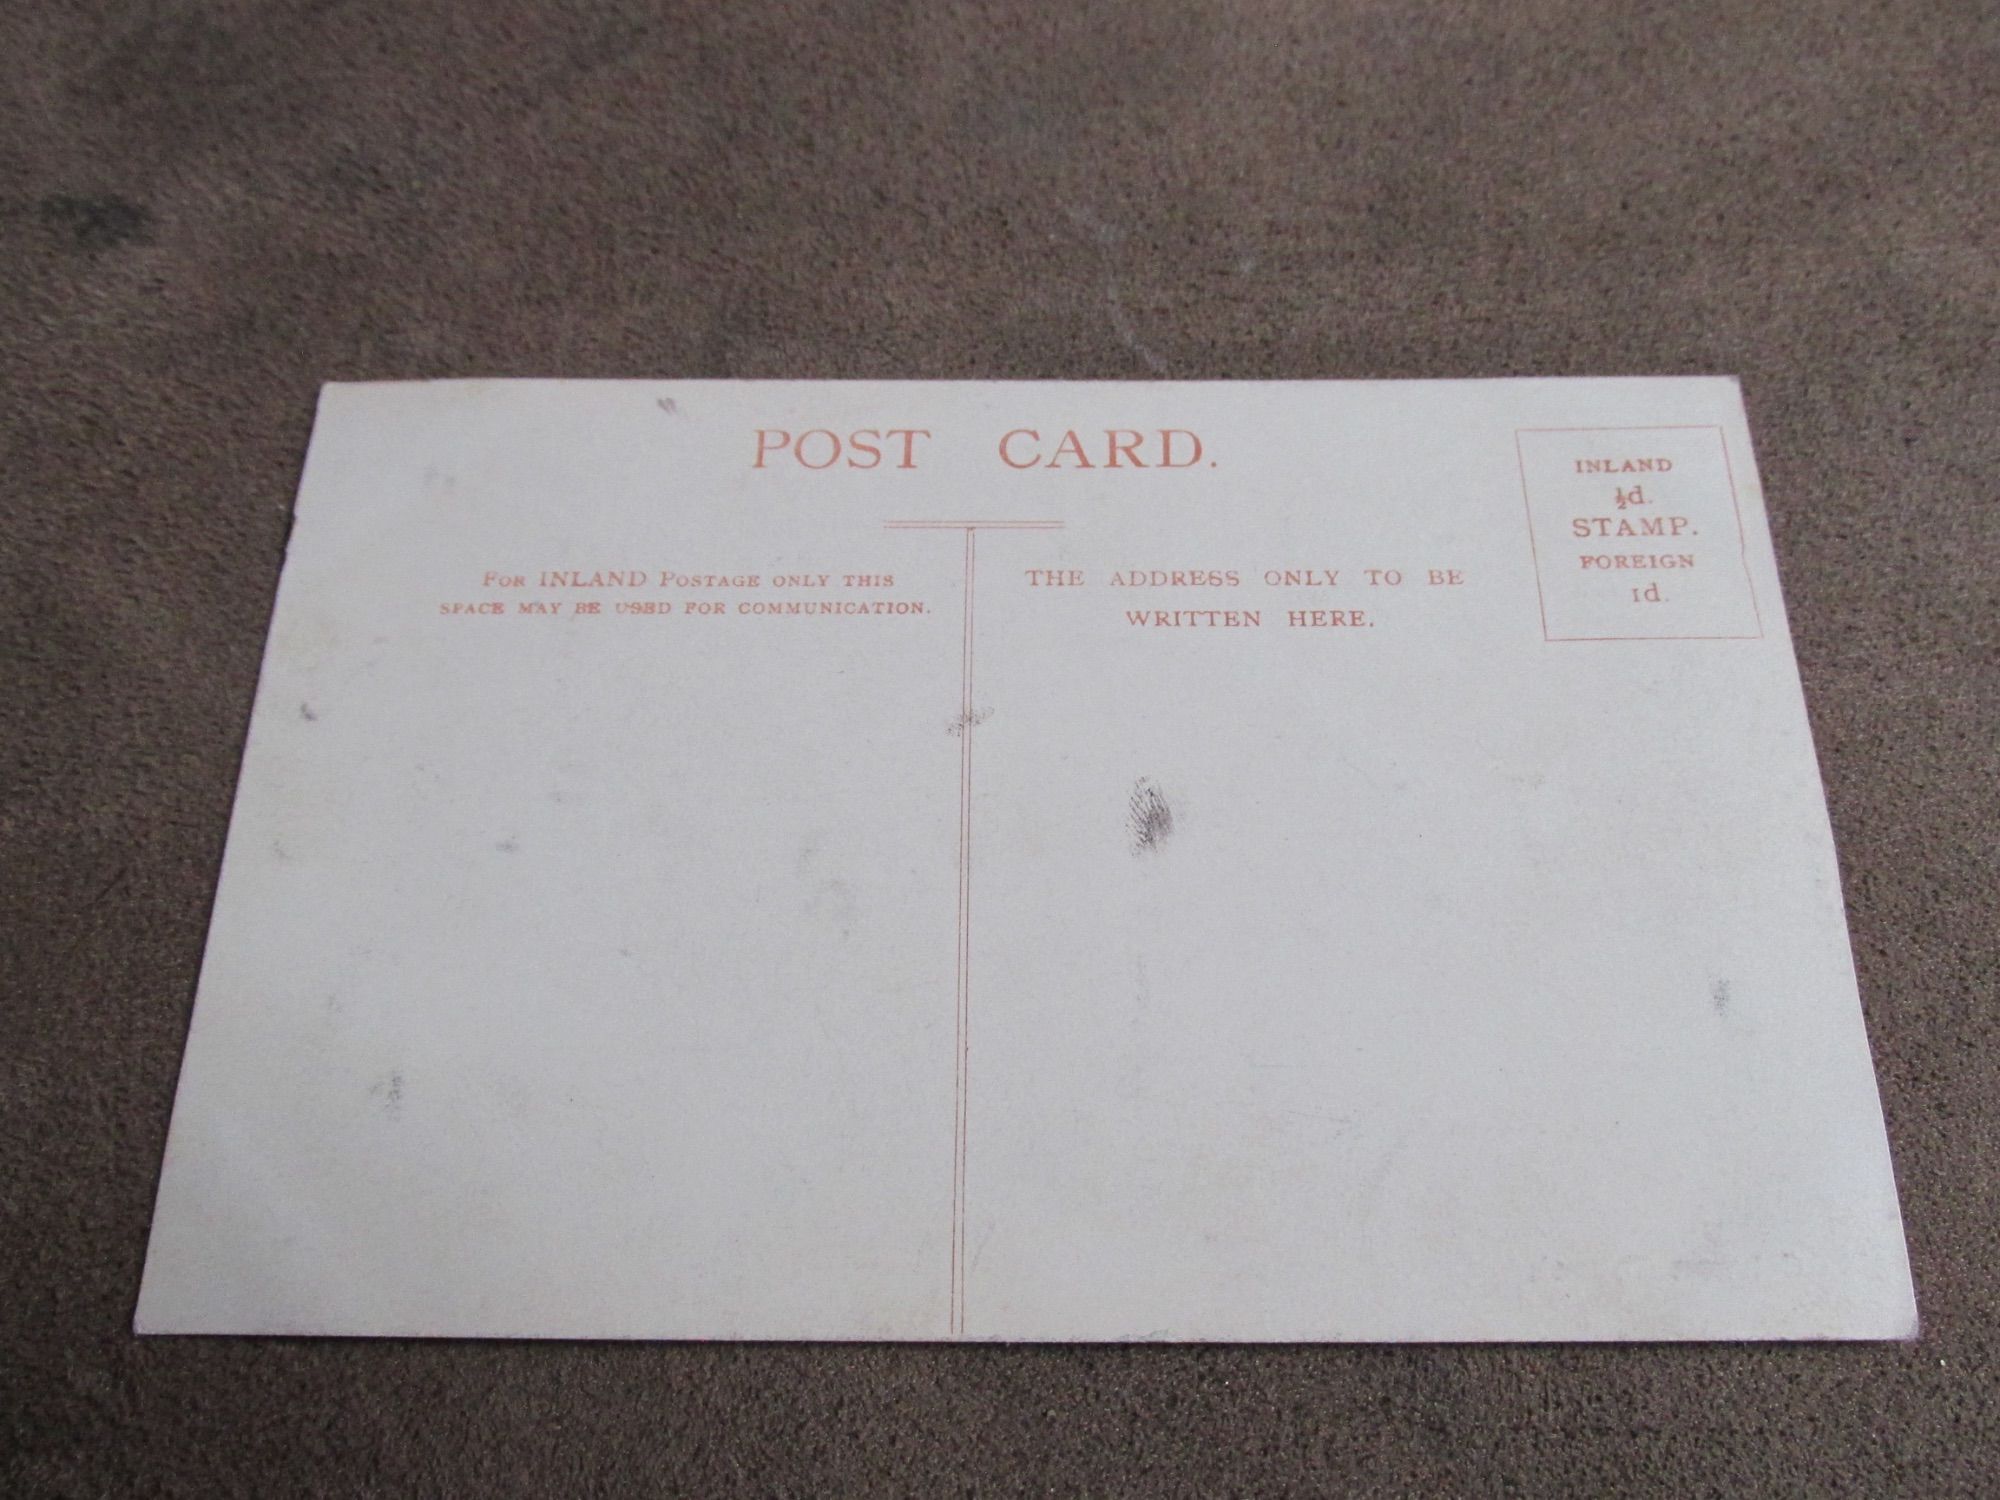 POST CARD.
FOR INLAND POSTAGE ONLY THIS
SPACE MAY BE USED FOR COMMUNICATION.
THE ADDRESS ONLY TO BE
WRITTEN HERE.
INLAND
½d.
STAMP.
FOREIGN
1d.